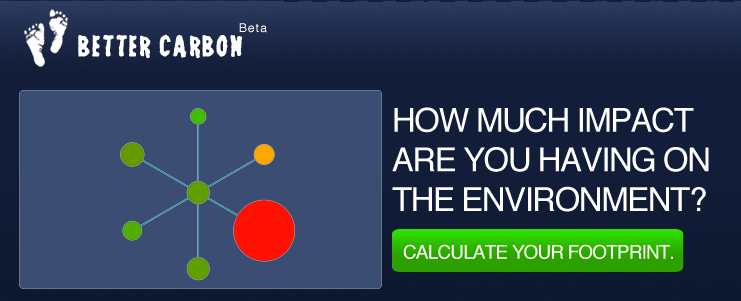 Beta
BETTER CARBON
HOW MUCH IMPACT
ARE YOU HAVING ON
THE ENVIRONMENT?
CALCULATE YOUR FOOTPRINT.